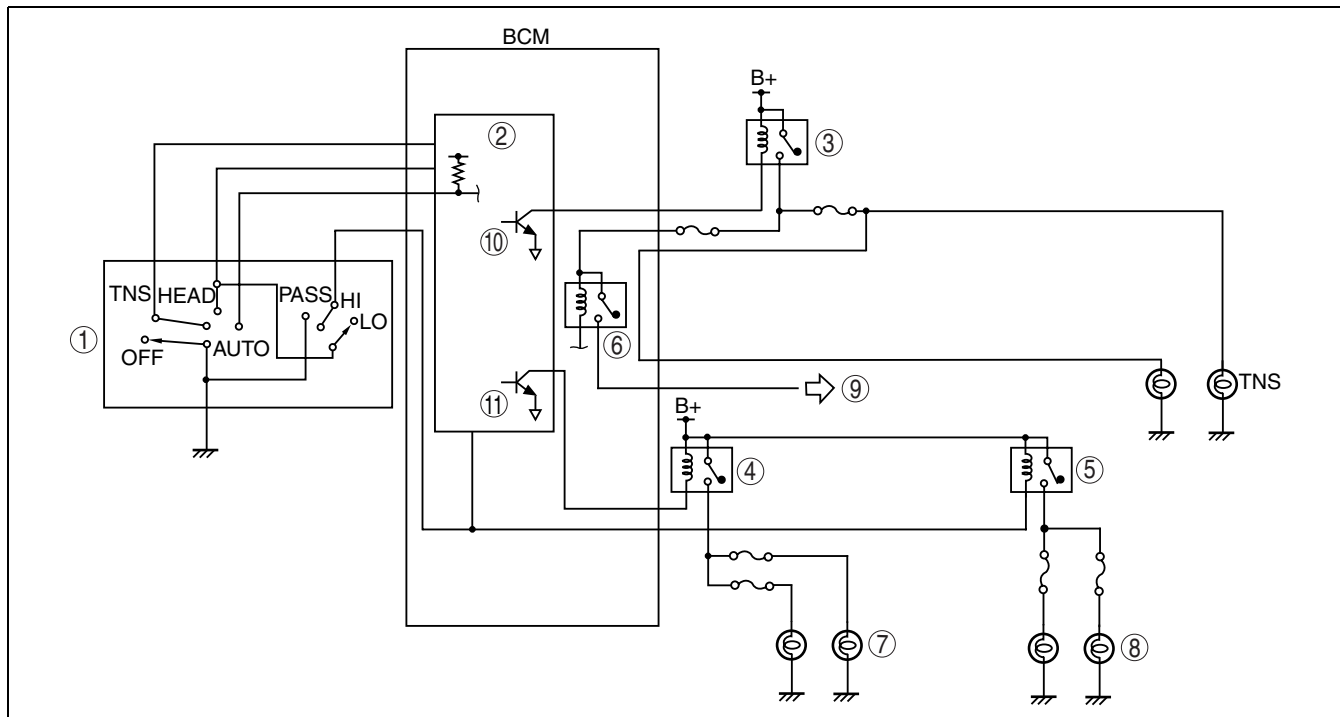 BCM
B+
②
③
⑩
TNS HEAD PASS HI
LO
①
OFF AUTO
⑥
⑪
⑨
TNS
B+
④
⑤
⑦
⑧